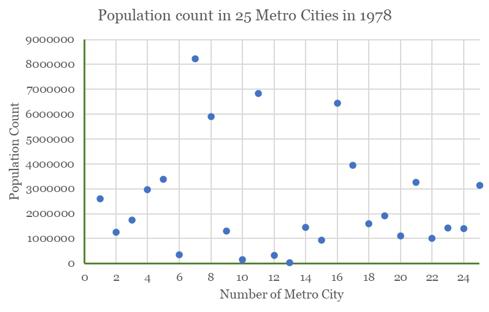 Population count in 25 Metro Cities in 1978
Population Count
9000000
8000000
7000000
6000000
5000000
4000000
3000000
2000000
1000000
0
0 2 4 6 8 10 12 14 16 18 20 22 24
Number of Metro City